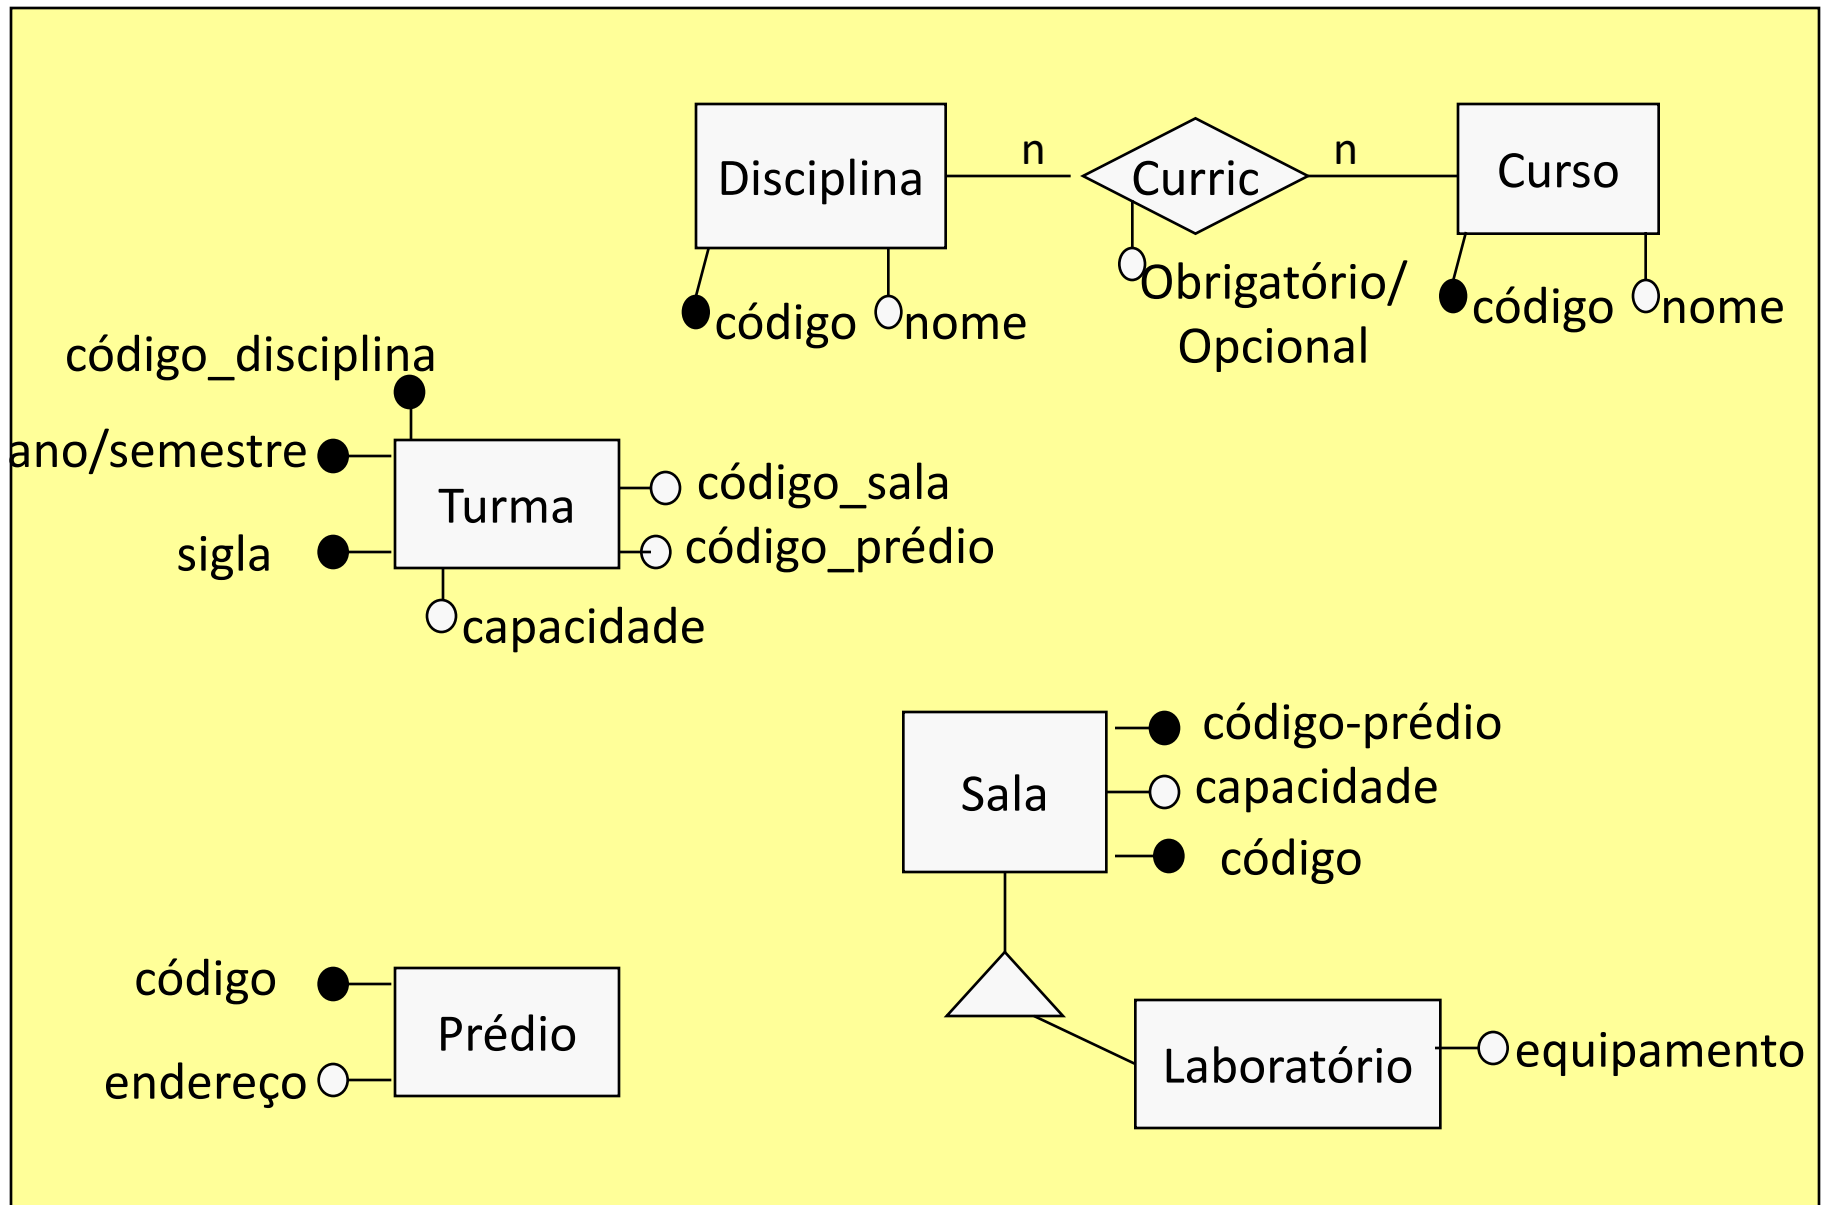 Disciplina
n
Curric
n
Curso
código
nome
Obrigatório/
Opcional
código
nome
código_disciplina
ano/semestre
sigla
Turma
código_sala
código_prédio
capacidade
Sala
código-prédio
capacidade
código
código
endereço
Prédio
Laboratório
equipamento